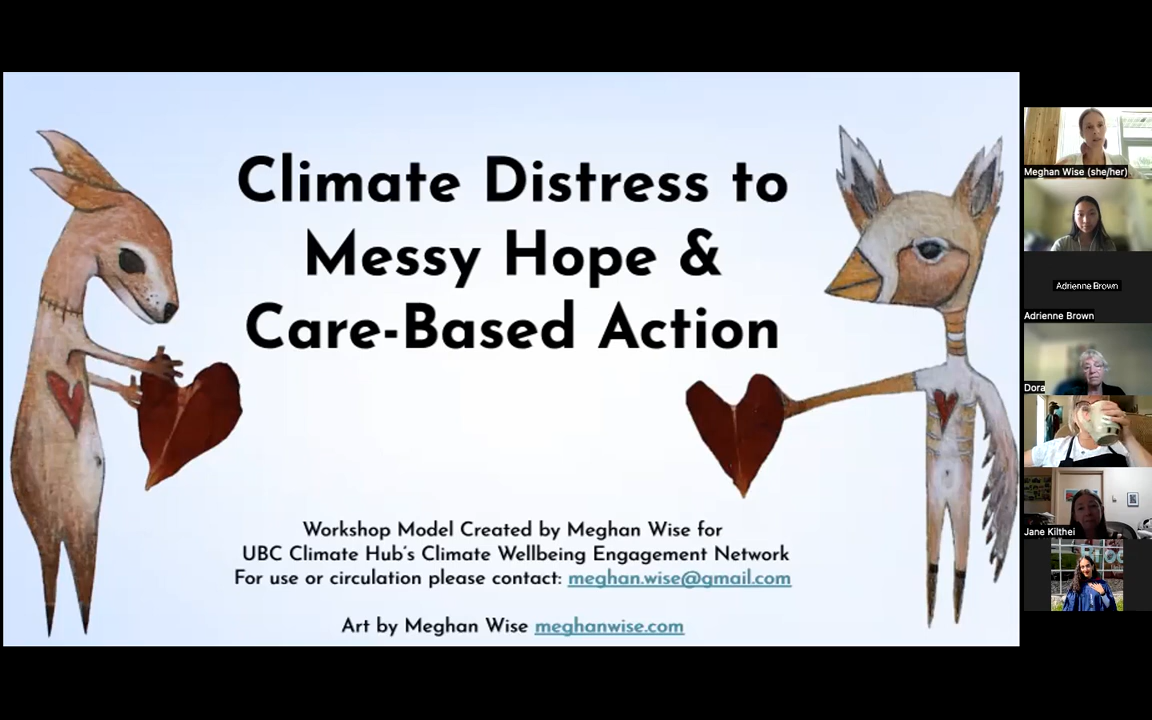 Climate Distress to
Messy Hope &
Care-Based Action
Workshop Model Created by Meghan Wise for
UBC Climate Hub's Climate Wellbeing Engagement Network
For use or circulation please contact: meghan.wise@gmail.com
Art by Meghan Wise meghanwise.com
Meghan Wise (she/her)
Adrienne Brown
Adrienne Brown
Dora
Jane Kilthei